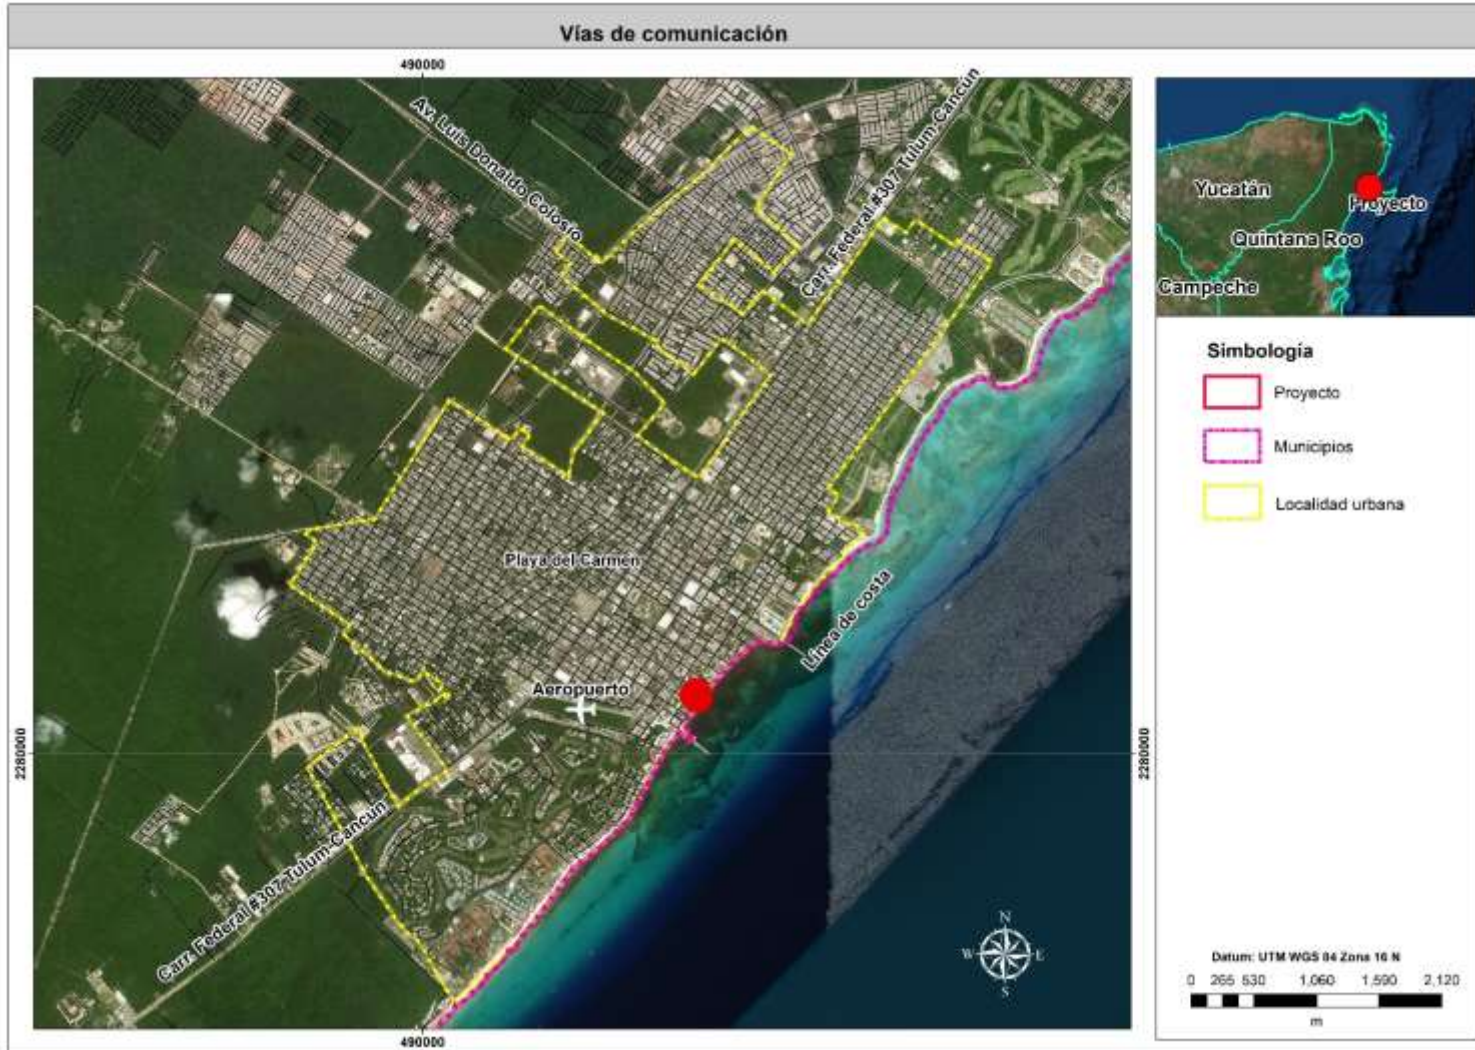 Vías de comunicación
490000
Av. Luis Donaldo Colosio
Carr. Federal #307 Tulum-Cancún
Playa del Carmen
Línea de costa
Aeropuerto
2280000
2280000
Carr. Federal #307 Tulum-Cancún
N
W
E
S
490000
Yucatán
Proyecto
Quintana Roo
Campeche
Simbología
Proyecto
Municipios
Localidad urbana
Datum: UTM WGS 84 Zona 16 N
0 265 530 1,060 1,590 2,120
m